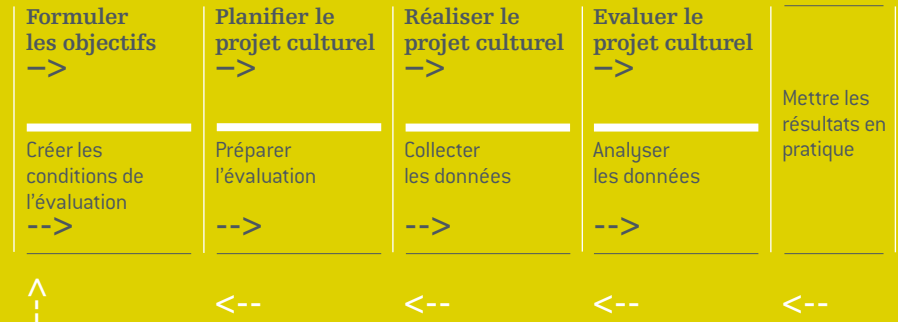 Formuler
les objectifs
–>
Planifier le
projet culturel
–>
Réaliser le
projet culturel
–>
Evaluer le
projet culturel
–>
Créer les
conditions de
l’évaluation
-->
Préparer
l’évaluation
-->
Collecter
les données
-->
Analyser
les données
-->
Mettre les
résultats en
pratique
<--
<--
<--
<--